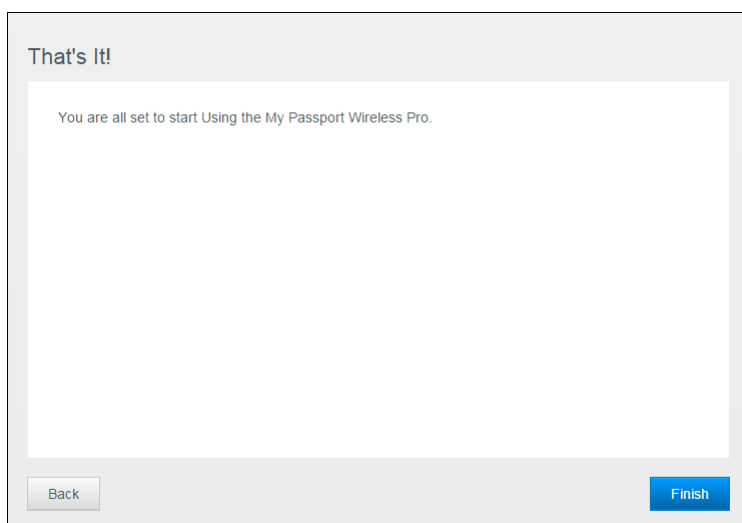 That's It!
You are all set to start Using the My Passport Wireless Pro.
Back
Finish